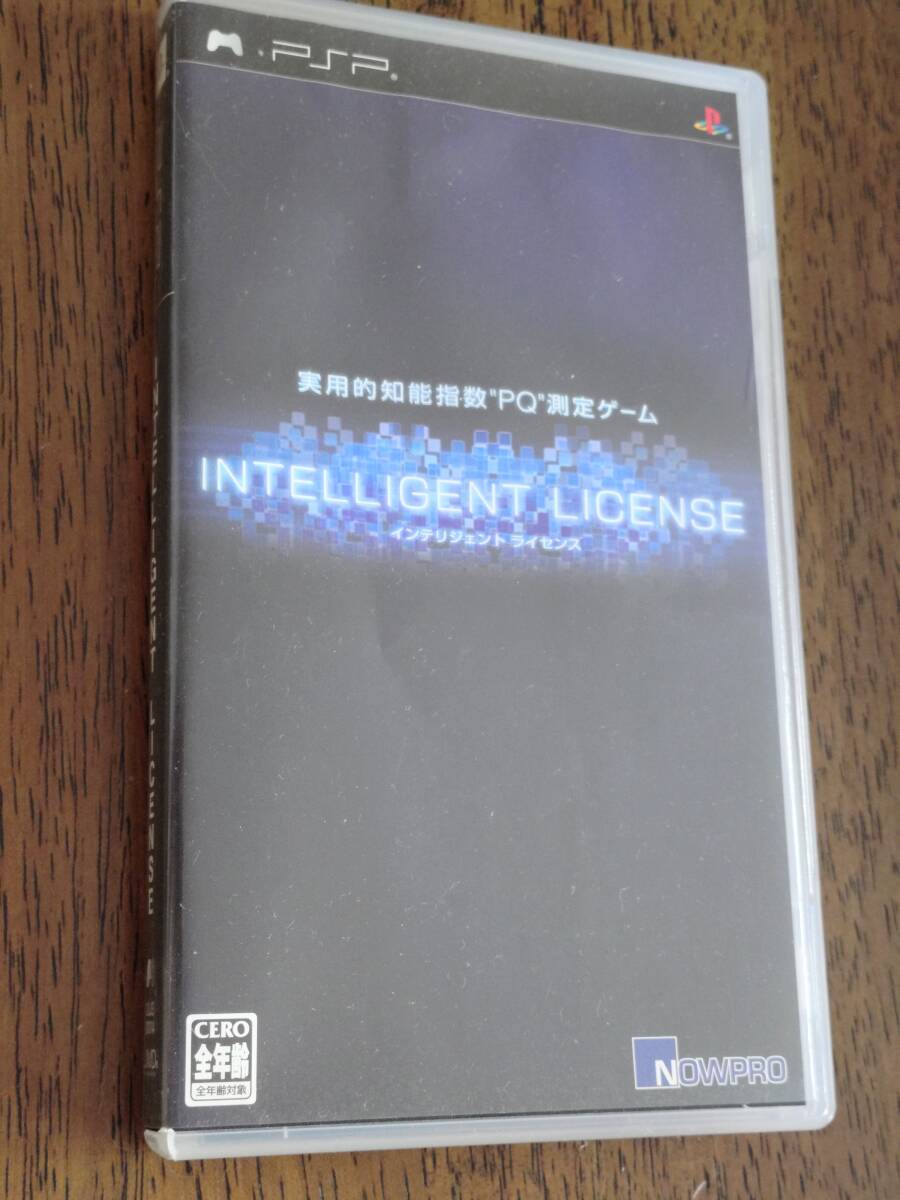 PSP®
実用的知能指数"PQ"測定ゲーム
INTELLIGENT LICENSE
インテリジェント ライセンス
CERO
全年齢
全年齢対象
NOWPRO
INTELLIGENT LICENSE